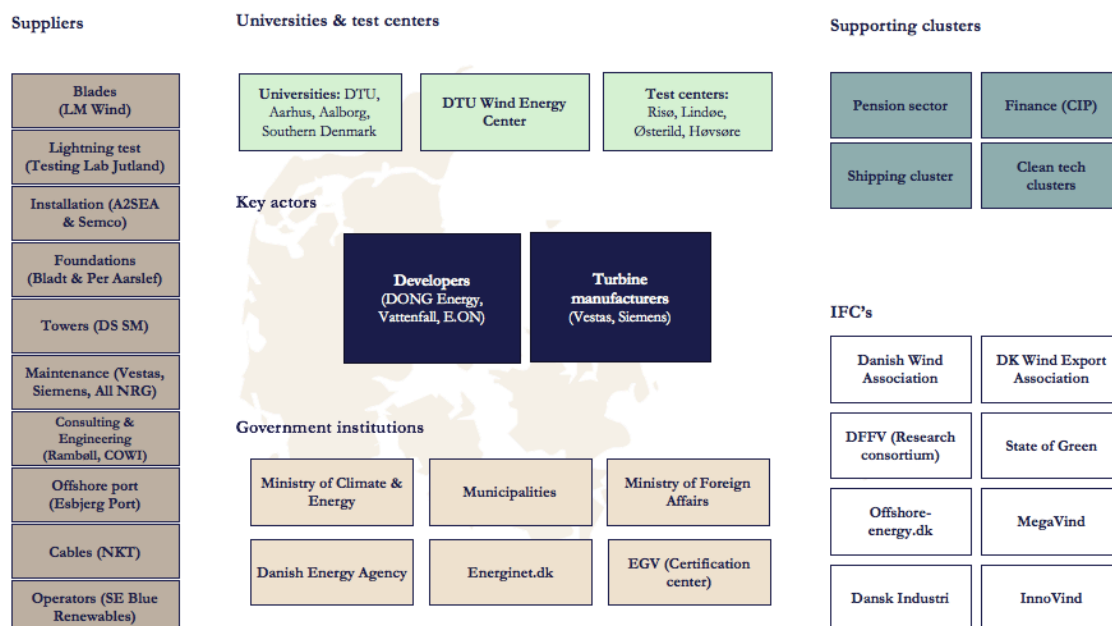 Suppliers
Blades
(LM Wind)
Lightning test
(Testing Lab Jutland)
Installation (A2SEA
& Semco)
Foundations
(Bladt & Per Aarslef)
Towers (DS SM)
Maintenance (Vestas,
Siemens, All NRG)
Consulting &
Engineering
(Rambøll, COWI)
Offshore port
(Esbjerg Port)
Cables (NKT)
Operators (SE Blue
Renewables)
Universities & test centers
Universities: DTU,
Aarhus, Aalborg,
Southern Denmark
DTU Wind Energy
Center
Test centers:
Risø, Lindøe,
Østerild, Høvsøre
Key actors
Developers
(DONG Energy,
Vattenfall, E.ON)
Turbine
manufacturers
(Vestas, Siemens)
Government institutions
Ministry of Climate &
Energy
Municipalities
Ministry of Foreign
Affairs
Danish Energy Agency
Energinet.dk
EGV (Certification
center)
Supporting clusters
Pension sector
Finance (CIP)
Shipping cluster
Clean tech
clusters
IFC's
Danish Wind
Association
DK Wind Export
Association
DFFV (Research
consortium)
State of Green
Offshore-
energy.dk
MegaVind
Dansk Industri
InnoVind